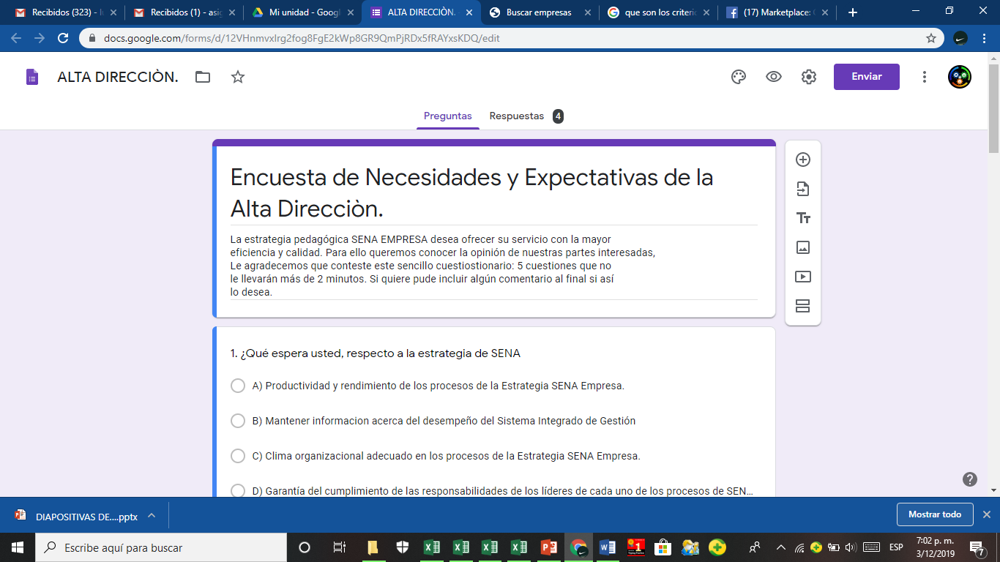 Recibidos (323) - l
Recibidos (1) - asig
Mi unidad - Googl
ALTA DIRECCIÒN.
Buscar empresas
que son los criterio
(17) Marketplace:
docs.google.com/forms/d/12VHnmvxIrg2fog8FgE2kWp8GR9QmPjRDx5fRAYxsKDQ/edit
ALTA DIRECCIÒN.
Enviar
Preguntas
Respuestas 4
Encuesta de Necesidades y Expectativas de la
Alta Direcciòn.
La estrategia pedagógica SENA EMPRESA desea ofrecer su servicio con la mayor
eficiencia y calidad. Para ello queremos conocer la opinión de nuestras partes interesadas,
Le agradecemos que conteste este sencillo cuestiostionario: 5 cuestiones que no
le llevarán más de 2 minutos. Si quiere pude incluir algún comentario al final si así
lo desea.
1. ¿Qué espera usted, respecto a la estrategia de SENA
A) Productividad y rendimiento de los procesos de la Estrategia SENA Empresa.
B) Mantener informacion acerca del desempeño del Sistema Integrado de Gestión
C) Clima organizacional adecuado en los procesos de la Estrategia SENA Empresa.
D) Garantía del cumplimiento de las responsabilidades de los líderes de cada uno de los procesos de SEN...
DIAPOSITIVAS DE....pptx
Mostrar todo
Escribe aquí para buscar
ESP
7:02 p. m.
3/12/2019
7